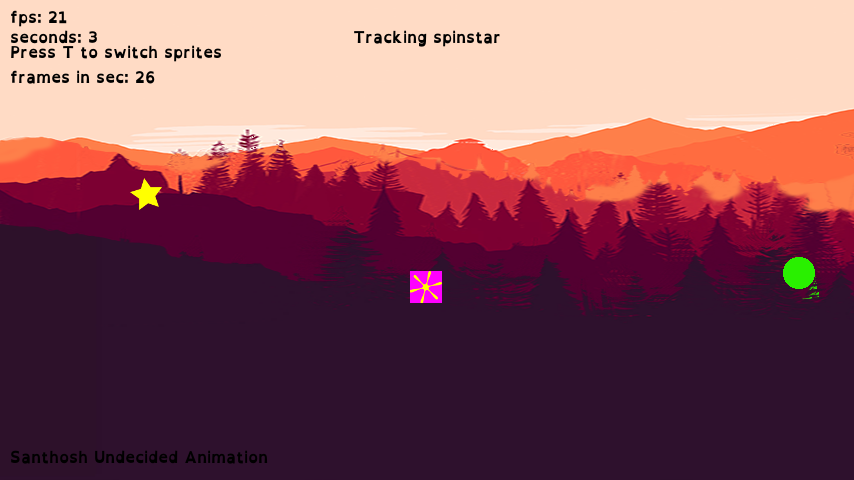 fps: 21
seconds: 3
Press T to switch sprites
frames in sec: 26
Tracking spinstar
Santhosh Undecided Animation